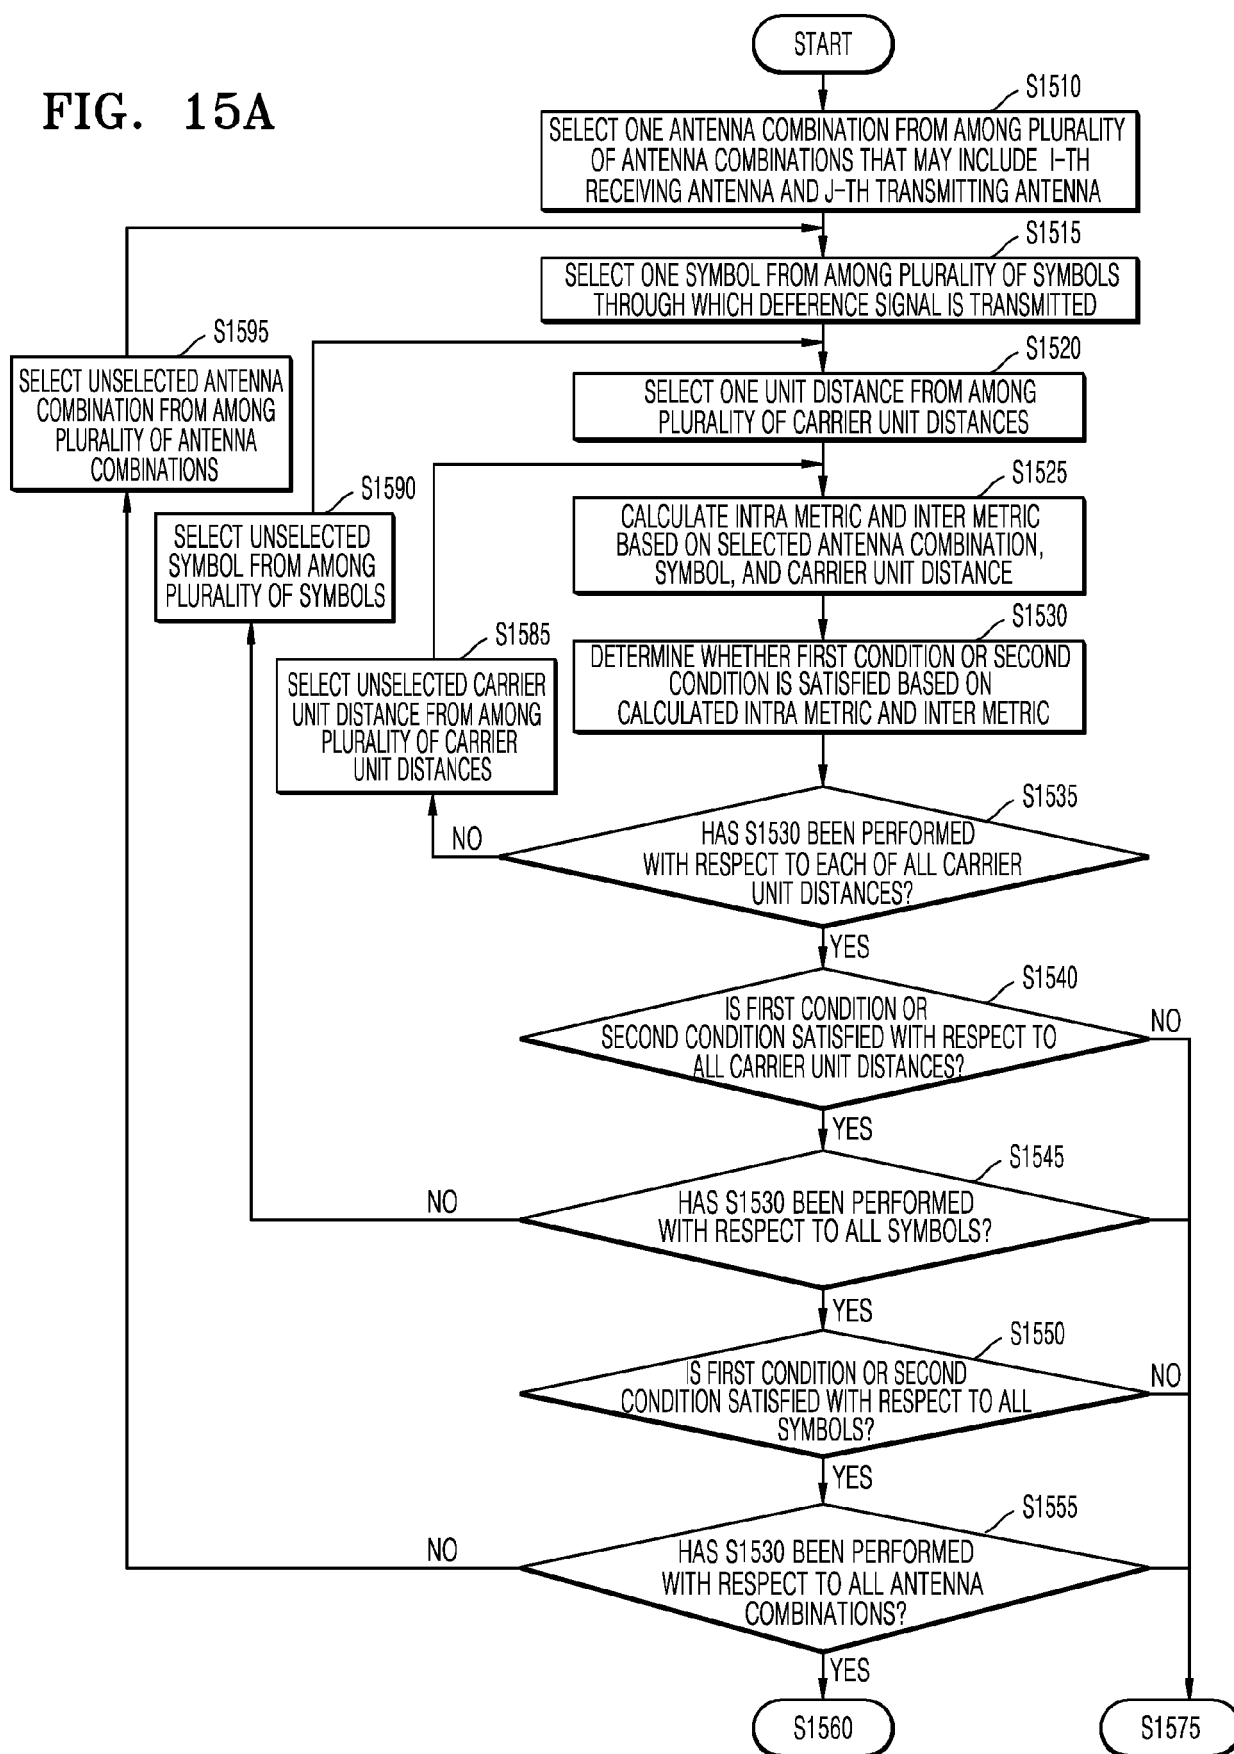 START
FIG. 15A
S1510
SELECT ONE ANTENNA COMBINATION FROM AMONG PLURALITY
OF ANTENNA COMBINATIONS THAT MAY INCLUDE I-TH
RECEIVING ANTENNA AND J-TH TRANSMITTING ANTENNA
S1515
SELECT ONE SYMBOL FROM AMONG PLURALITY OF SYMBOLS
THROUGH WHICH DEFERENCE SIGNAL IS TRANSMITTED
S1595
SELECT UNSELECTED ANTENNA
COMBINATION FROM AMONG
PLURALITY OF ANTENNA
COMBINATIONS
S1520
SELECT ONE UNIT DISTANCE FROM AMONG
PLURALITY OF CARRIER UNIT DISTANCES
S1590
SELECT UNSELECTED
SYMBOL FROM AMONG
PLURALITY OF SYMBOLS
S1525
CALCULATE INTRA METRIC AND INTER METRIC
BASED ON SELECTED ANTENNA COMBINATION,
SYMBOL, AND CARRIER UNIT DISTANCE
S1585
SELECT UNSELECTED CARRIER
UNIT DISTANCE FROM AMONG
PLURALITY OF CARRIER
UNIT DISTANCES
S1530
DETERMINE WHETHER FIRST CONDITION OR SECOND
CONDITION IS SATISFIED BASED ON
CALCULATED INTRA METRIC AND INTER METRIC
S1535
HAS S1530 BEEN PERFORMED
WITH RESPECT TO EACH OF ALL CARRIER
UNIT DISTANCES?
NO
YES
S1540
IS FIRST CONDITION OR
SECOND CONDITION SATISFIED WITH RESPECT TO
ALL CARRIER UNIT DISTANCES?
NO
YES
S1545
HAS S1530 BEEN PERFORMED
WITH RESPECT TO ALL SYMBOLS?
NO
YES
S1550
IS FIRST CONDITION OR SECOND
CONDITION SATISFIED WITH RESPECT TO ALL
SYMBOLS?
NO
YES
S1555
HAS S1530 BEEN PERFORMED
WITH RESPECT TO ALL ANTENNA
COMBINATIONS?
NO
YES
S1560
S1575